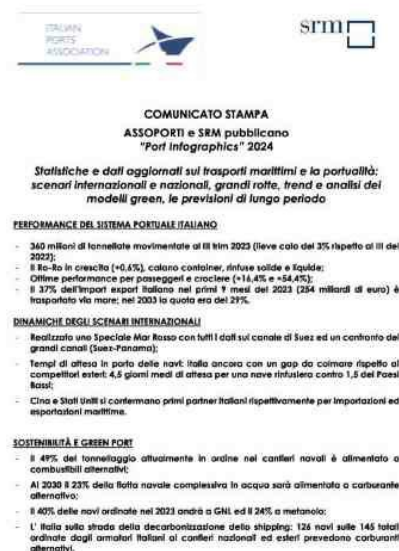 ITALIAN
PORTS
ASSOCIATION
srm
COMUNICATO STAMPA
ASSOPORTI e SRM pubblicano
"Port Infographics" 2024
Statistiche e dati aggiornati sui trasporti marittimi e la portualità:
scenari internazionali e nazionali, grandi rotte, trend e analisi dei
modelli green, le previsioni di lungo periodo
PERFORMANCE DEL SISTEMA PORTUALE ITALIANO
- 360 milioni di tonnellate movimentate al III trim 2023 (lieve calo del 3% rispetto al III del
2022);
- Il Ro-Ro in crescita (+0,6%), calano container, rinfuse solide e liquide;
- Ottime performance per passeggeri e crociere (+16,4% e +54,4%);
- Il 37% dell'import export italiano nei primi 9 mesi del 2023 (254 miliardi di euro) è
trasportato via mare; nel 2003 la quota era del 29%.
DINAMICHE DEGLI SCENARI INTERNAZIONALI
- Realizzato uno Speciale Mar Rosso con tutti i dati sul canale di Suez ed un confronto dei
grandi canali (Suez-Panama);
- Tempi di attesa in porto delle navi: Italia ancora con un gap da colmare rispetto ai
competitori esteri: 4,5 giorni medi di attesa per una nave rinfusiera contro 1,5 dei Paesi
Bassi;
- Cina e Stati Uniti si confermano primi partner italiani rispettivamente per importazioni ed
esportazioni marittime.
SOSTENIBILITÀ E GREEN PORT
- Il 49% del tonnellaggio attualmente in ordine nei cantieri navali è alimentato a
combustibili alternativi;
- Al 2030 il 23% della flotta navale complessiva in acqua sarà alimentata a carburante
alternativo;
- Il 40% delle navi ordinate nel 2023 andrà a GNL ed il 24% a metanolo;
- L' Italia sulla strada della decarbonizzazione dello shipping: 126 navi sulle 145 totali
ordinate dagli armatori italiani ai cantieri nazionali ed esteri prevedono carburanti
alternativi.